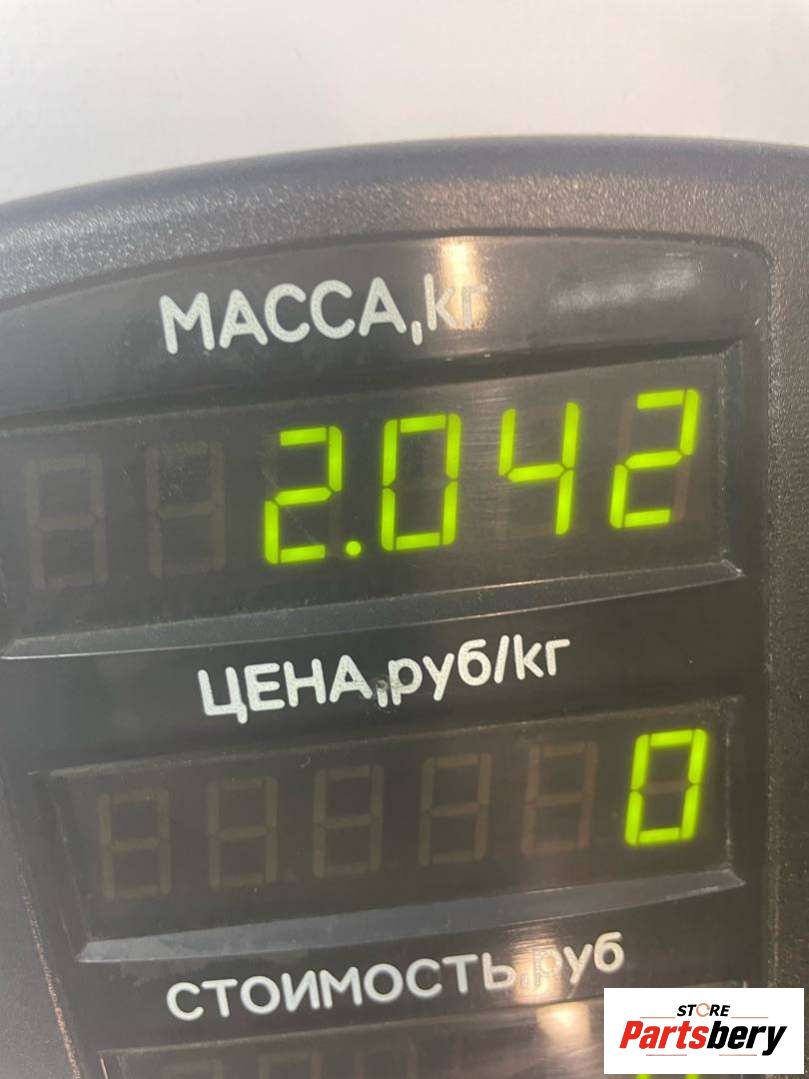 МАССА,кг
2.042
ЦЕНА,руб/кг
0
СТОИМОСТЬ,руб
STORE
Partsbery